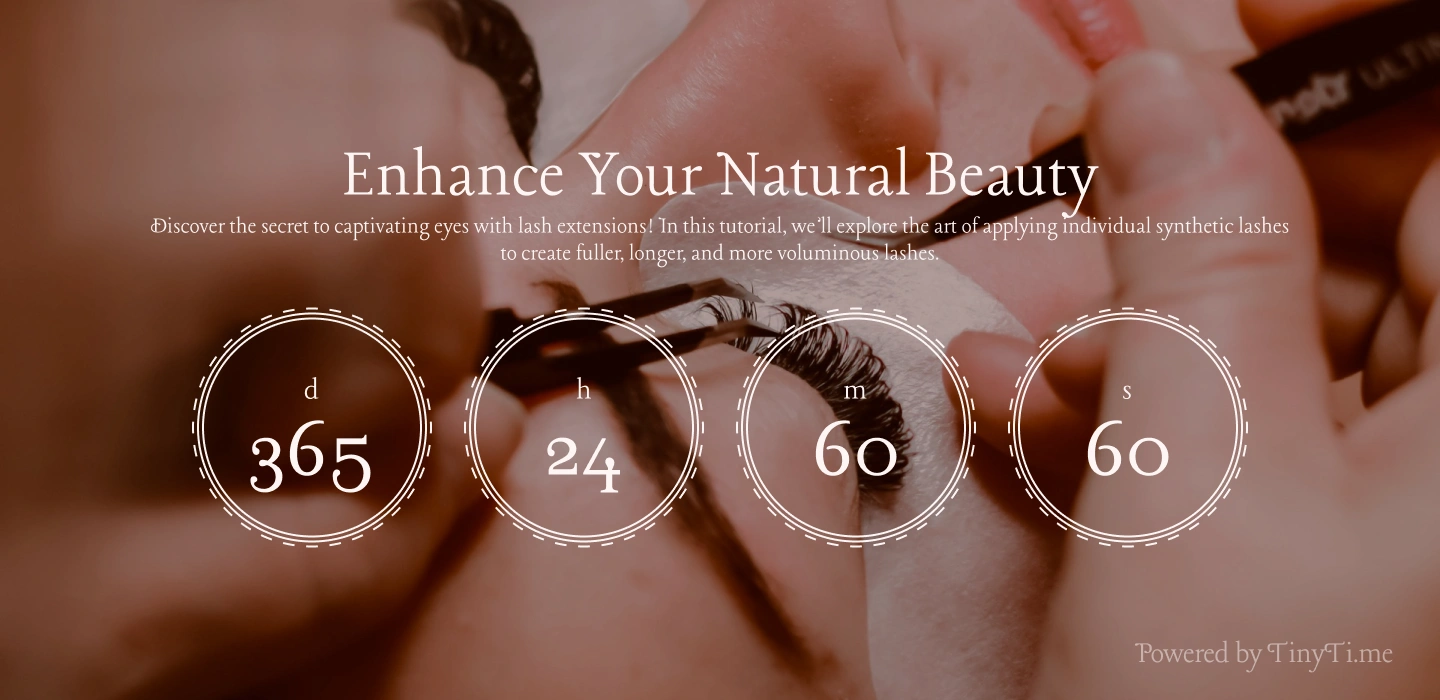 Enhance Your Natural Beauty
Discover the secret to captivating eyes with lash extensions! In this tutorial, we'll explore the art of applying individual synthetic lashes
to create fuller, longer, and more voluminous lashes.
d h m s
365 24 60 60
Powered by TinyTi.me